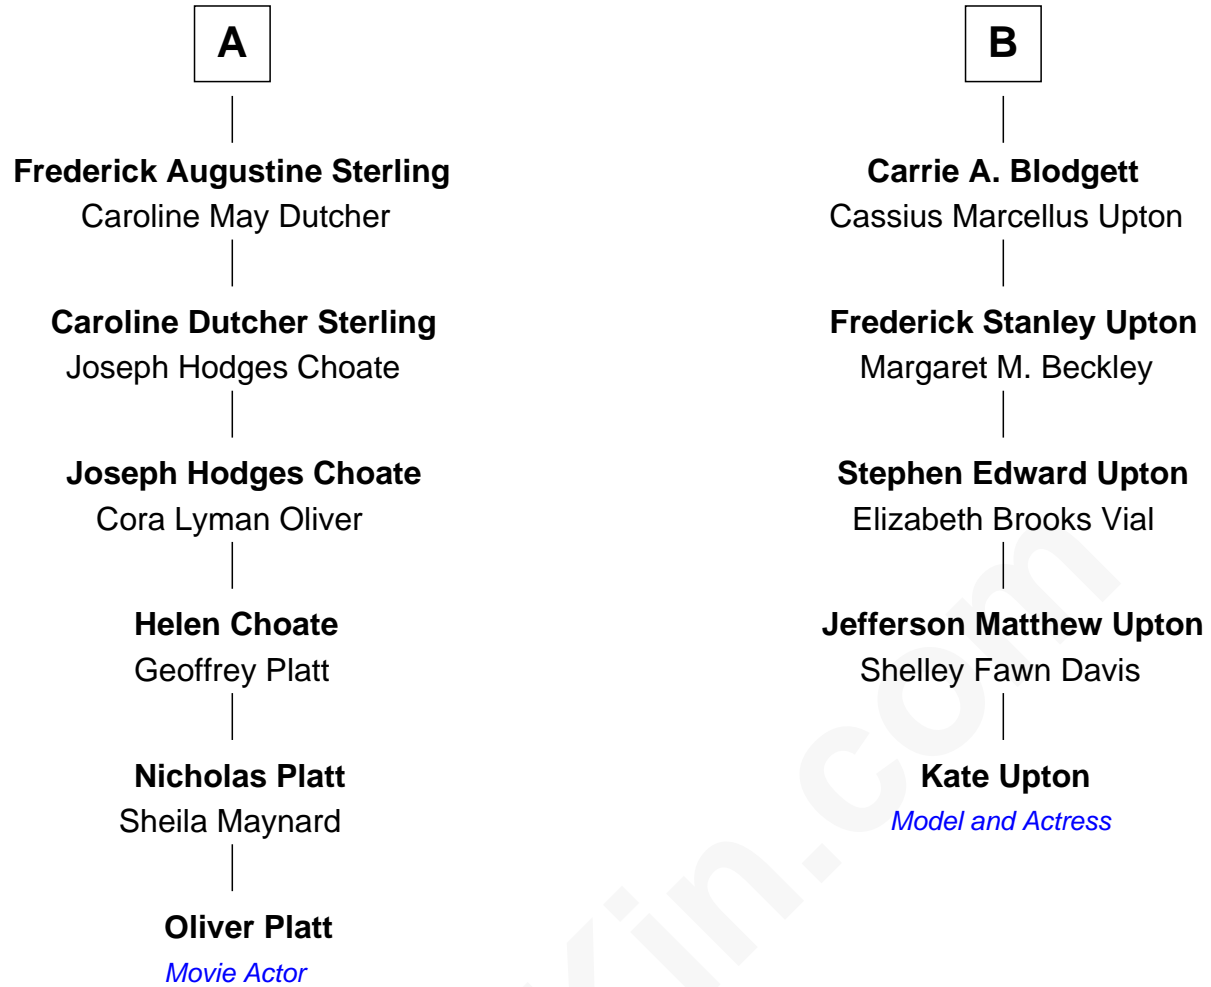 A
Frederick Augustine Sterling
Caroline May Dutcher
Caroline Dutcher Sterling
Joseph Hodges Choate
Joseph Hodges Choate
Cora Lyman Oliver
Helen Choate
Geoffrey Platt
Nicholas Platt
Sheila Maynard
Oliver Platt
Movie Actor
B
Carrie A. Blodgett
Cassius Marcellus Upton
Frederick Stanley Upton
Margaret M. Beckley
Stephen Edward Upton
Elizabeth Brooks Vial
Jefferson Matthew Upton
Shelley Fawn Davis
Kate Upton
Model and Actress
Kin.com